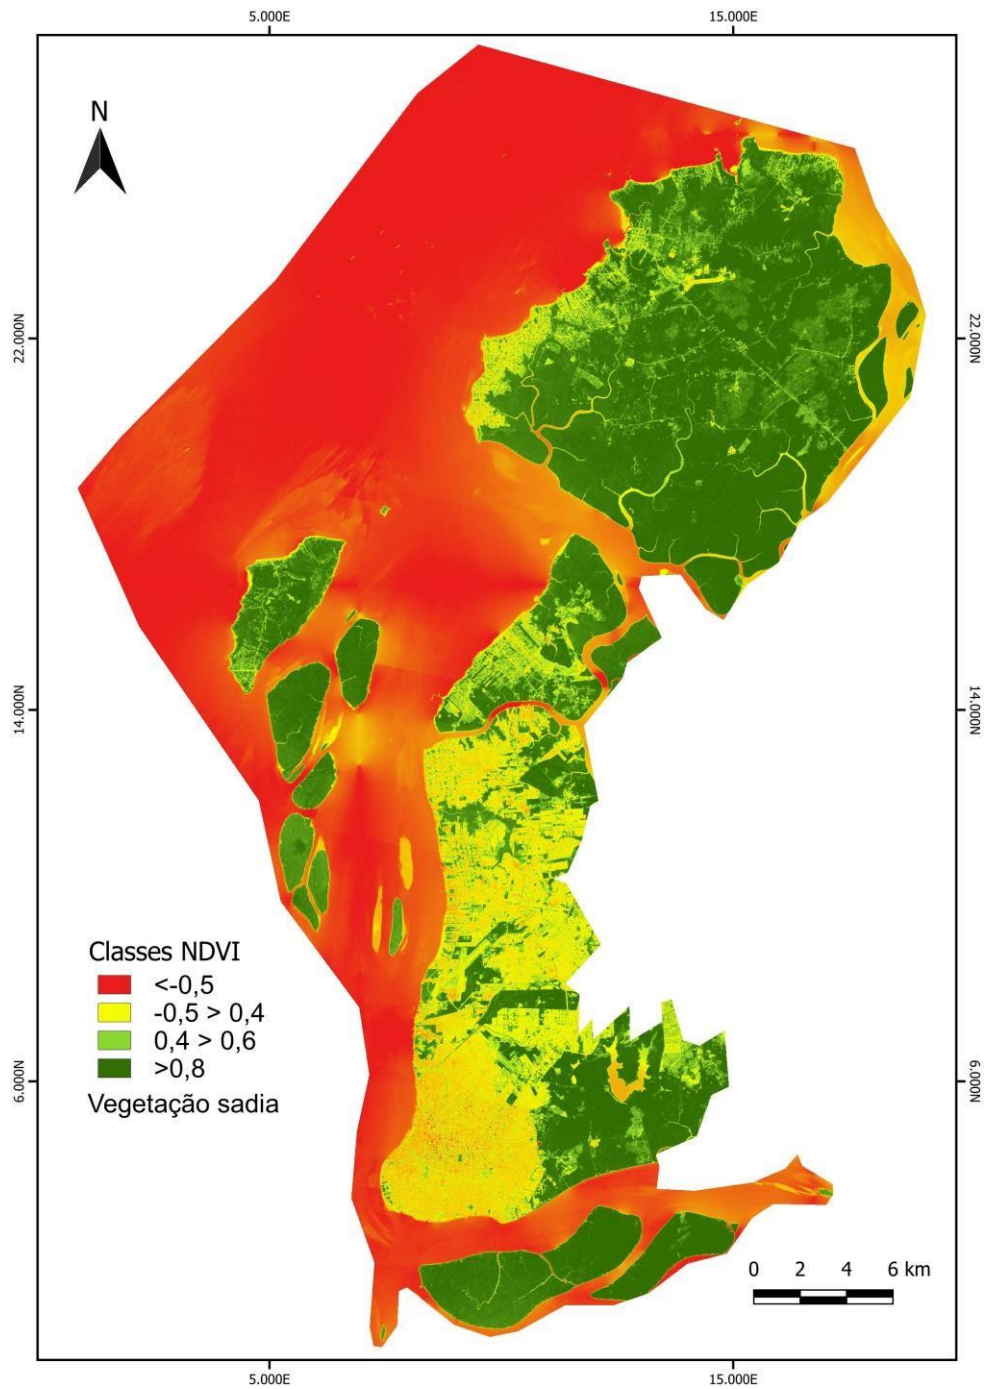 5.000E 15.000E
N
22.000N 22.000N
14.000N 14.000N
Classes NDVI
<-0,5
-0,5 > 0,4
0,4 > 0,6
>0,8
Vegetação sadia
6.000N 6.000N
0 2 4 6 km
5.000E 15.000E